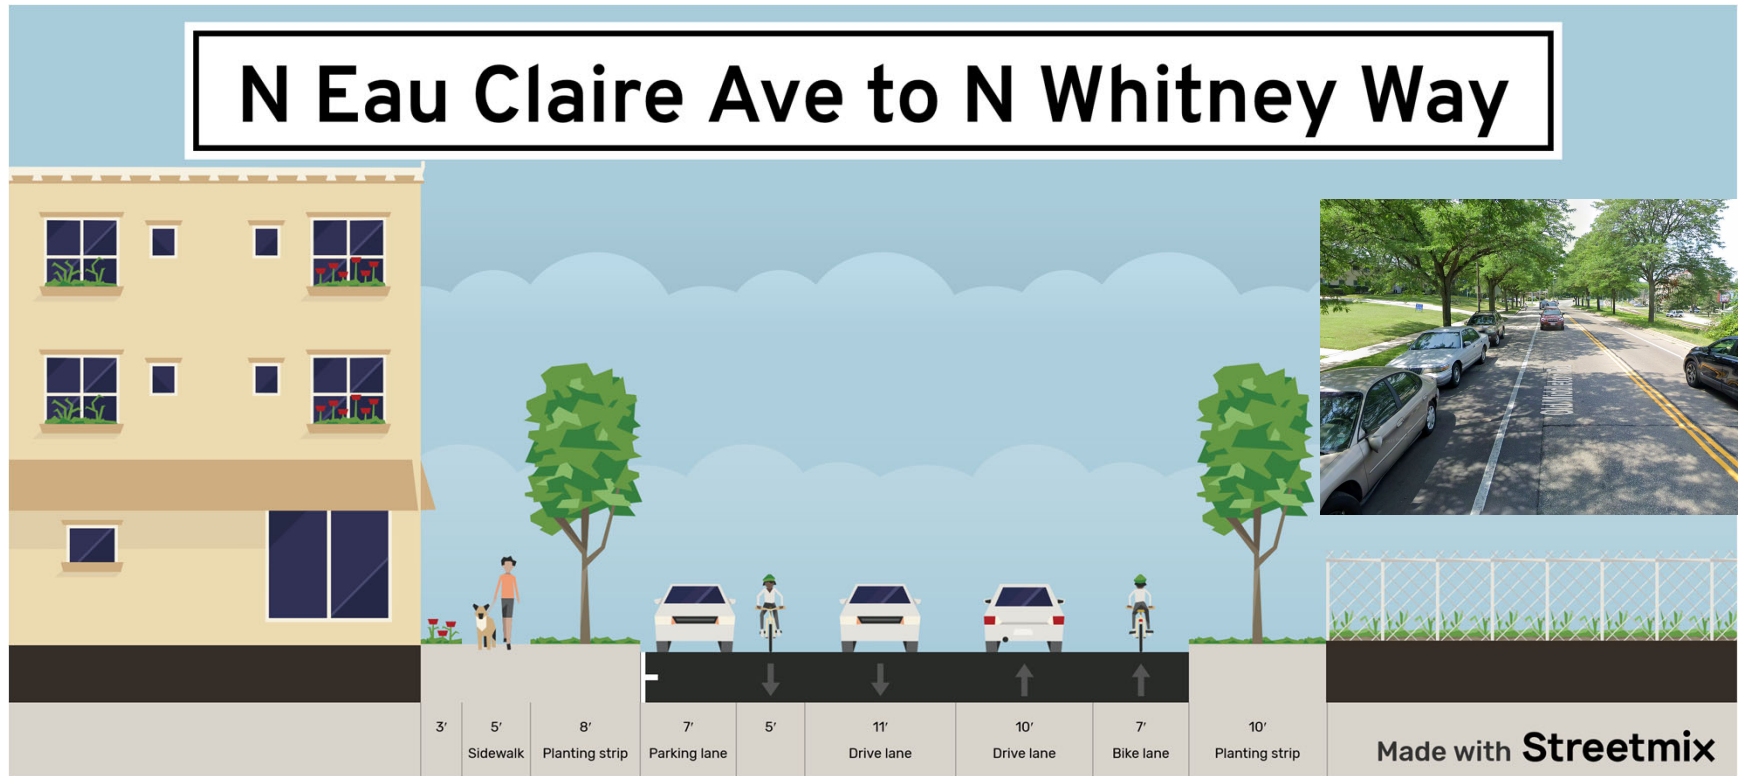 N Eau Claire Ave to N Whitney Way
3′ 5′ 8′ 7′ 5′ 11′ 10′ 7′ 10′
Sidewalk Planting strip Parking lane Drive lane Drive lane Bike lane Planting strip
Made with Streetmix